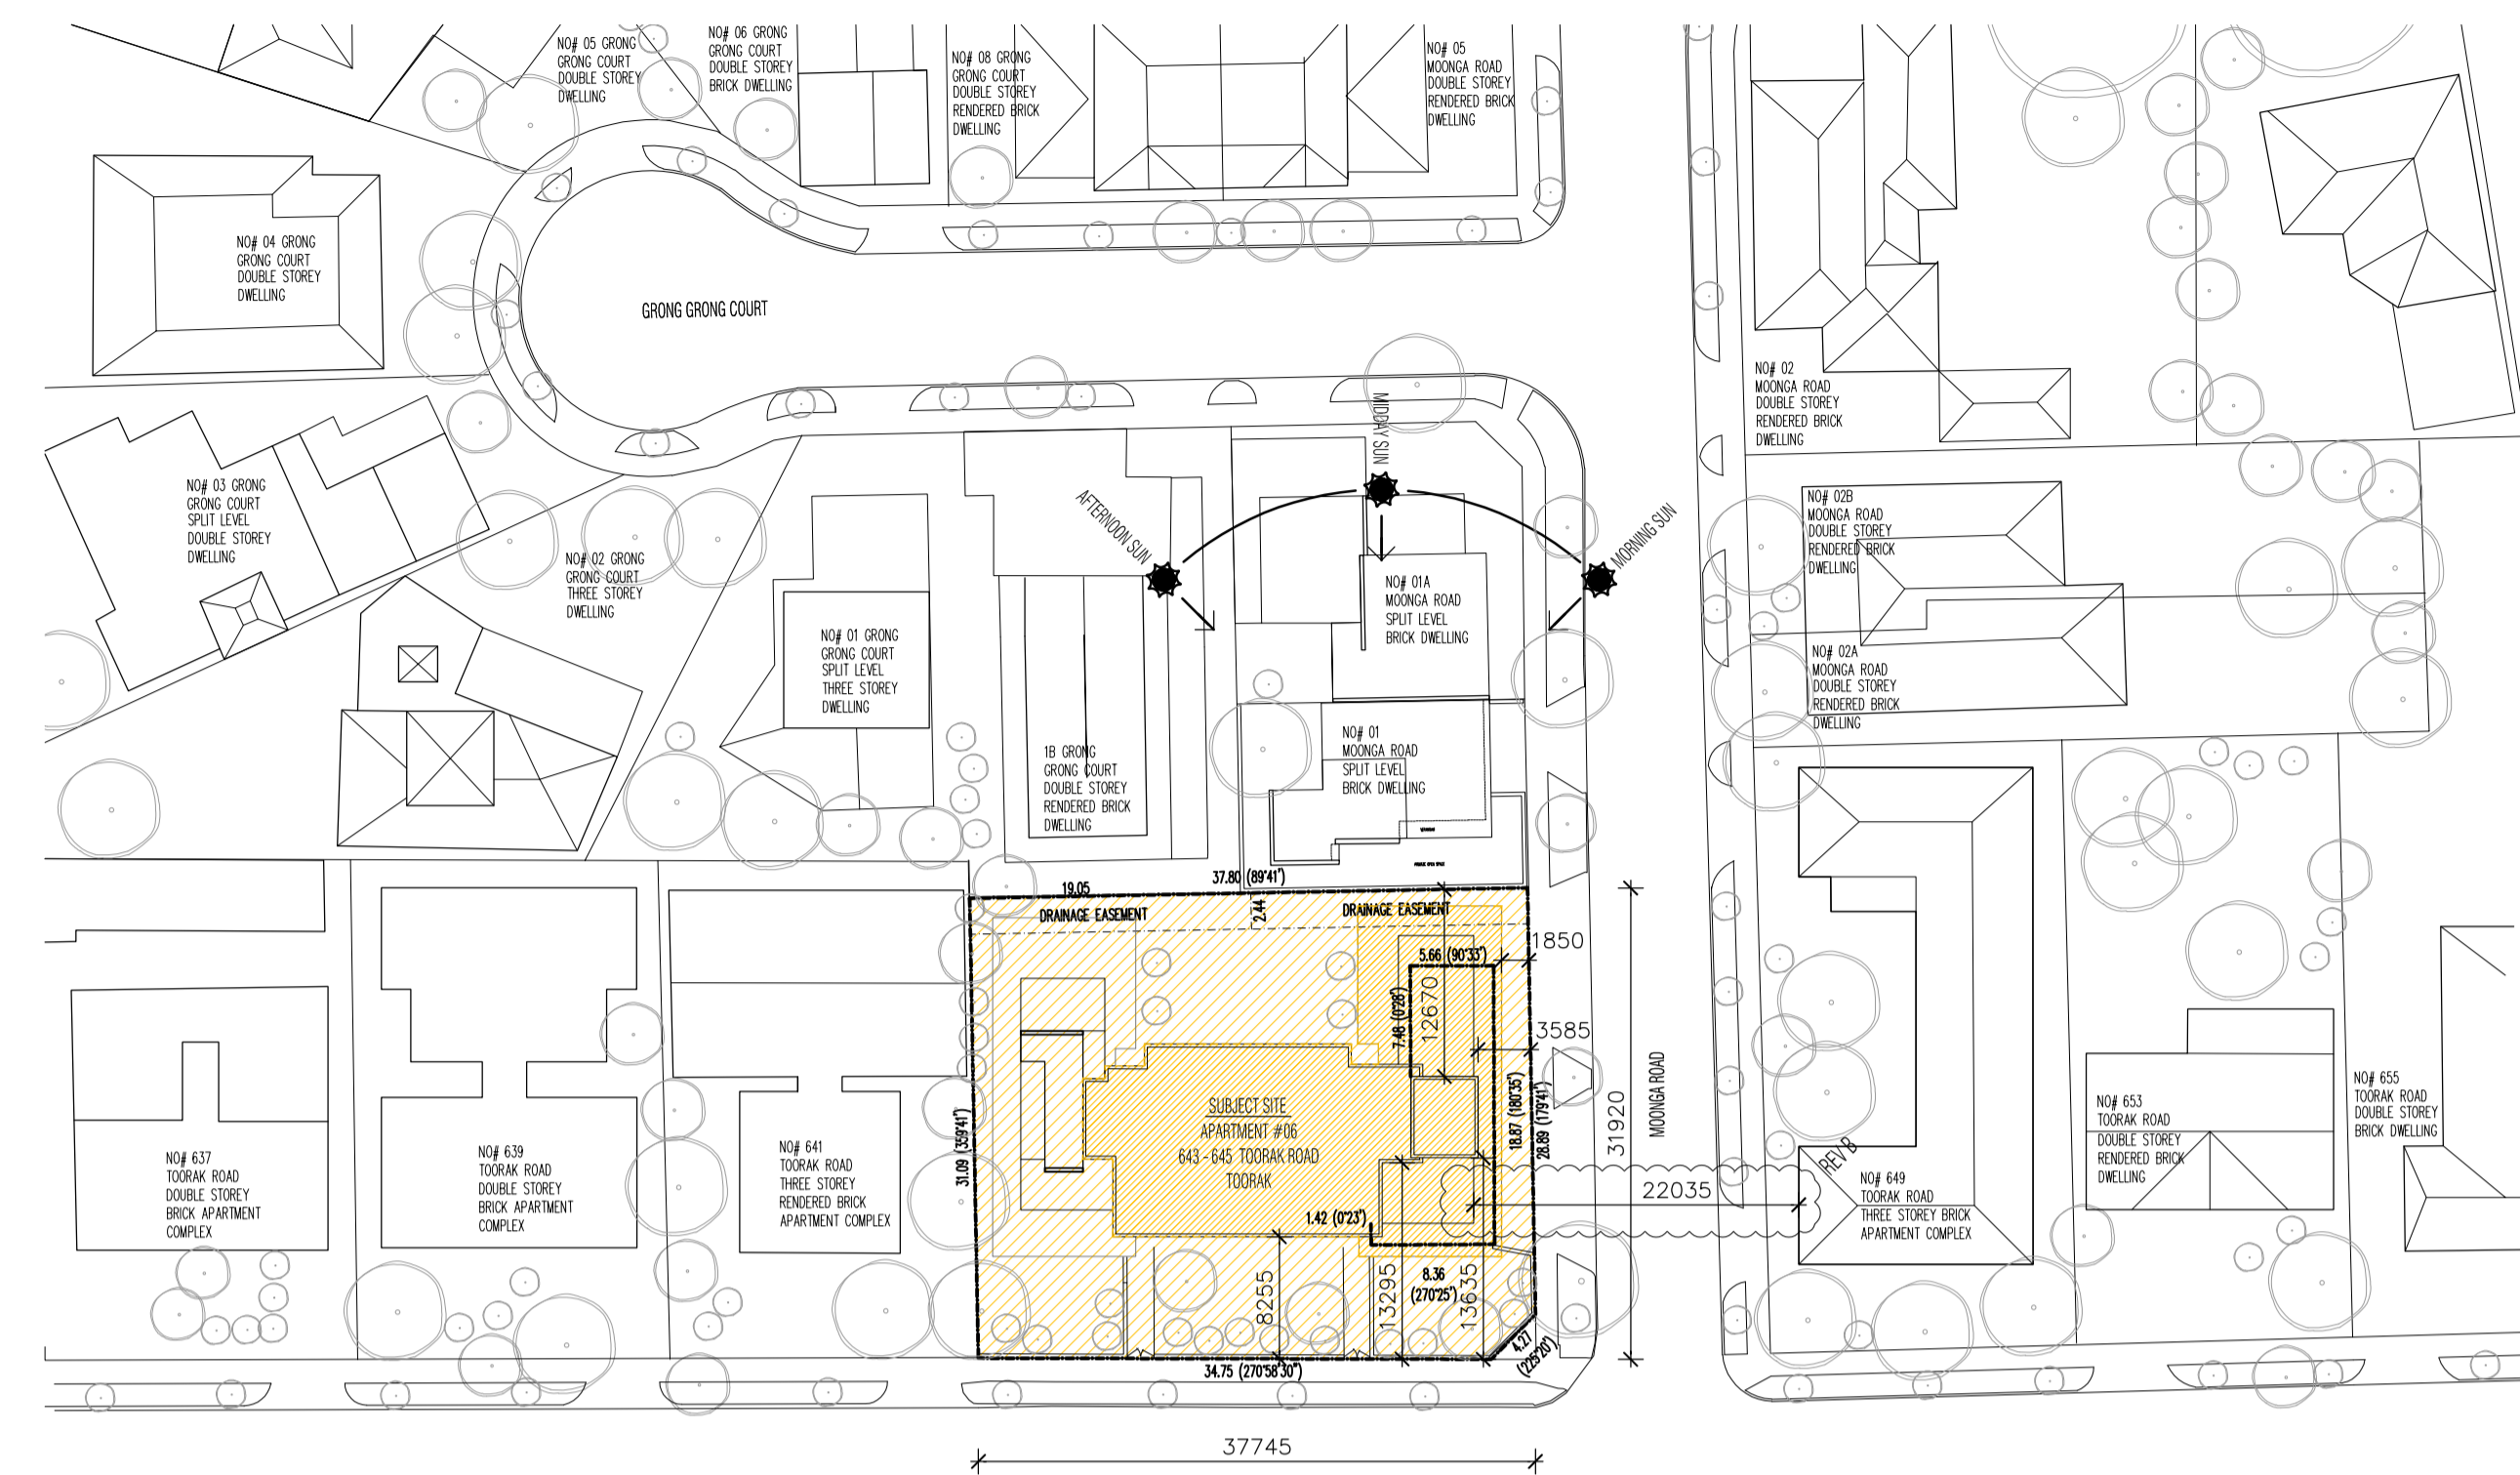 NO# 05 GRONG
GRONG COURT
DOUBLE STOREY
DWELLING
NO# 06 GRONG
GRONG COURT
DOUBLE STOREY
BRICK DWELLING
NO# 08 GRONG
GRONG COURT
DOUBLE STOREY
RENDERED BRICK
DWELLING
NO# 05
MOONGA ROAD
DOUBLE STOREY
RENDERED BRICK
DWELLING
NO# 04 GRONG
GRONG COURT
DOUBLE STOREY
DWELLING
GRONG GRONG COURT
NO# 02
MOONGA ROAD
DOUBLE STOREY
RENDERED BRICK
DWELLING
MIDDAY SUN
AFTERNOON SUN
MORNING SUN
NO# 03 GRONG
GRONG COURT
SPLIT LEVEL
DOUBLE STOREY
DWELLING
NO# 02 GRONG
GRONG COURT
THREE STOREY
DWELLING
NO# 01 GRONG
GRONG COURT
SPLIT LEVEL
THREE STOREY
DWELLING
NO# 01A
MOONGA ROAD
SPLIT LEVEL
BRICK DWELLING
NO# 02B
MOONGA ROAD
DOUBLE STOREY
RENDERED BRICK
DWELLING
NO# 02A
MOONGA ROAD
DOUBLE STOREY
RENDERED BRICK
DWELLING
1B GRONG
GRONG COURT
DOUBLE STOREY
RENDERED BRICK
DWELLING
NO# 01
MOONGA ROAD
SPLIT LEVEL
BRICK DWELLING
VERANDAH
PRIVATE OPEN SPACE
19.05
37.80 (89°41')
DRAINAGE EASEMENT
2.44
DRAINAGE EASEMENT
1850
5.66 (90°33')
7.48 (0°28')
12670
3585
31.09 (359°41')
18.87 (180°35')
28.89 (179°41')
31920
MOONGA ROAD
SUBJECT SITE
APARTMENT #06
643 - 645 TOORAK ROAD
TOORAK
REV B
22035
1.42 (0°23')
8255
13295
8.36
(270°25')
13635
4.27
(225°20')
34.75 (270°58'30")
37745
NO# 637
TOORAK ROAD
DOUBLE STOREY
BRICK APARTMENT
COMPLEX
NO# 639
TOORAK ROAD
DOUBLE STOREY
BRICK APARTMENT
COMPLEX
NO# 641
TOORAK ROAD
THREE STOREY
RENDERED BRICK
APARTMENT COMPLEX
NO# 649
TOORAK ROAD
THREE STOREY BRICK
APARTMENT COMPLEX
NO# 653
TOORAK ROAD
DOUBLE STOREY
RENDERED BRICK
DWELLING
NO# 655
TOORAK ROAD
DOUBLE STOREY
BRICK DWELLING